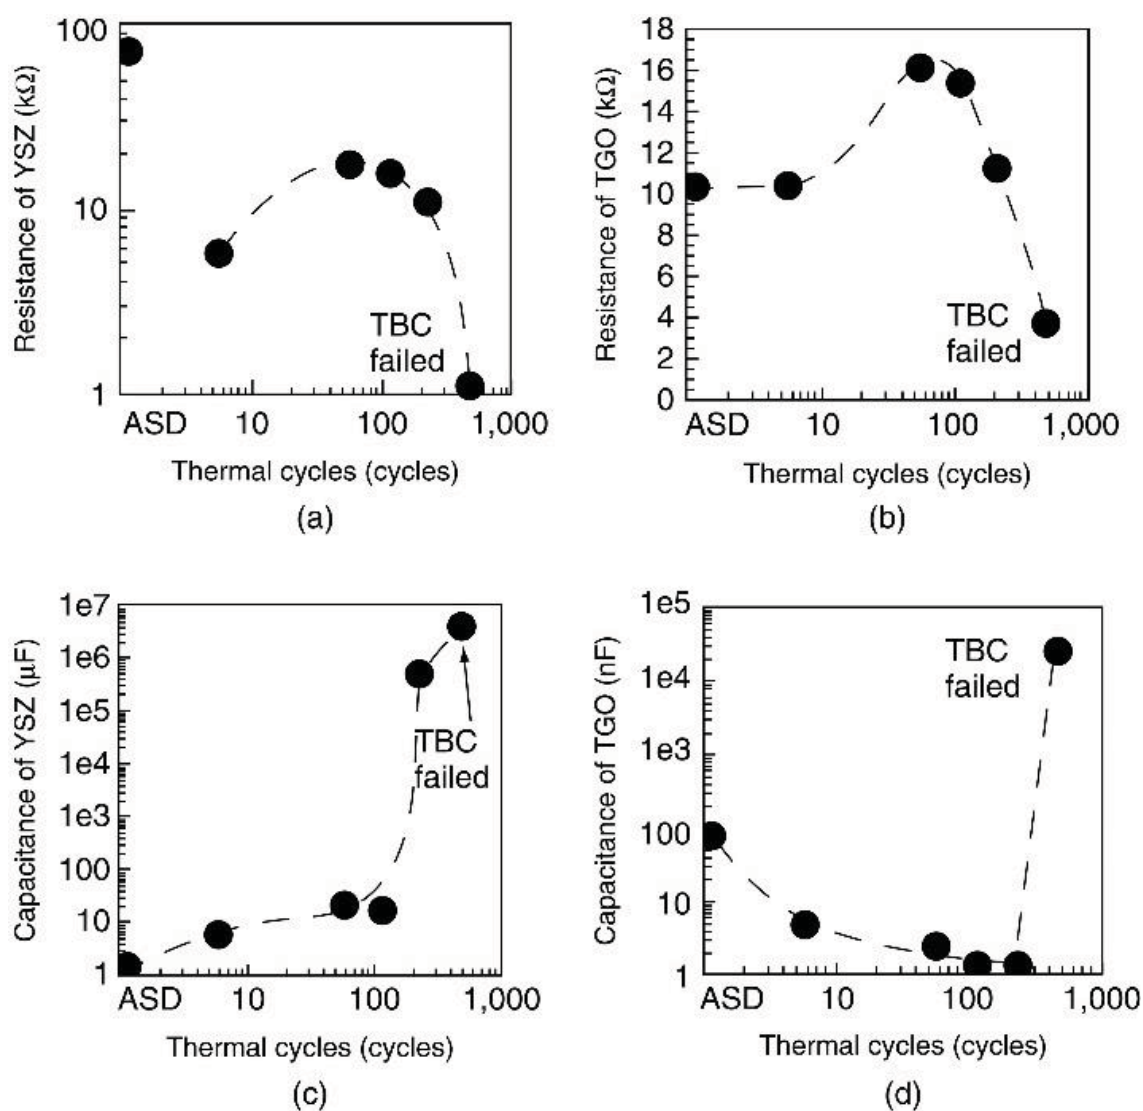 Resistance of YSZ (kΩ)
100
10
1
TBC
failed
ASD 10 100 1,000
Thermal cycles (cycles)
(a)
Resistance of TGO (kΩ)
18
16
14
12
10
8
6
4
2
0
TBC
failed
ASD 10 100 1,000
Thermal cycles (cycles)
(b)
Capacitance of YSZ (µF)
1e7
1e6
1e5
1e4
1e3
100
10
1
TBC
failed
ASD 10 100 1,000
Thermal cycles (cycles)
(c)
Capacitance of TGO (nF)
1e5
1e4
1e3
100
10
1
TBC
failed
ASD 10 100 1,000
Thermal cycles (cycles)
(d)